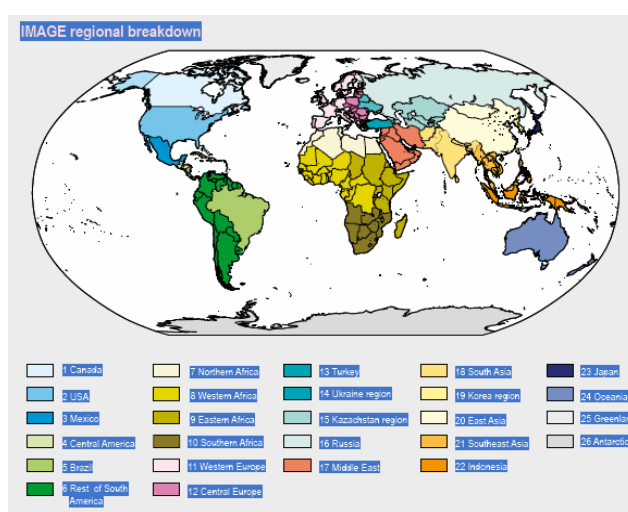 IMAGE regional breakdown
1 Canada
2 USA
3 Mexico
4 Central America
5 Brazil
6 Rest of South
America
7 Northern Africa
8 Western Africa
9 Eastern Africa
10 Southern Africa
11 Western Europe
12 Central Europe
13 Turkey
14 Ukraine region
15 Kazachstan region
16 Russia
17 Middle East
18 South Asia
19 Korea region
20 East Asia
21 Southeast Asia
22 Indonesia
23 Japan
24 Oceania
25 Greenlan
26 Antarctic